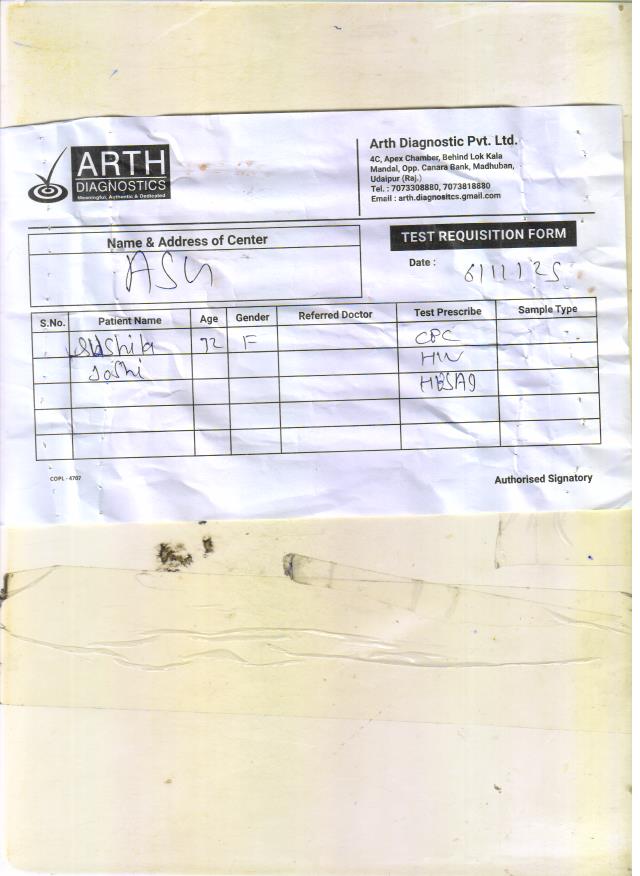 ARTH
DIAGNOSTICS
Meaningful, Authentic & Dedicated
Arth Diagnostic Pvt. Ltd.
4C, Apex Chamber, Behind Lok Kala
Mandal, Opp. Canara Bank, Madhuban,
Udaipur (Raj.)
Tel. : 7073308880, 7073818880
Email : arth.diagnositcs.gmail.com
Name & Address of Center
TEST REQUISITION FORM
Date : 6/11/25
S.No. Patient Name Age Gender Referred Doctor Test Prescribe Sample Type
Sushila 72 F CBC
Joshi HIV
HBSAg
COPL - 4707
Authorised Signatory